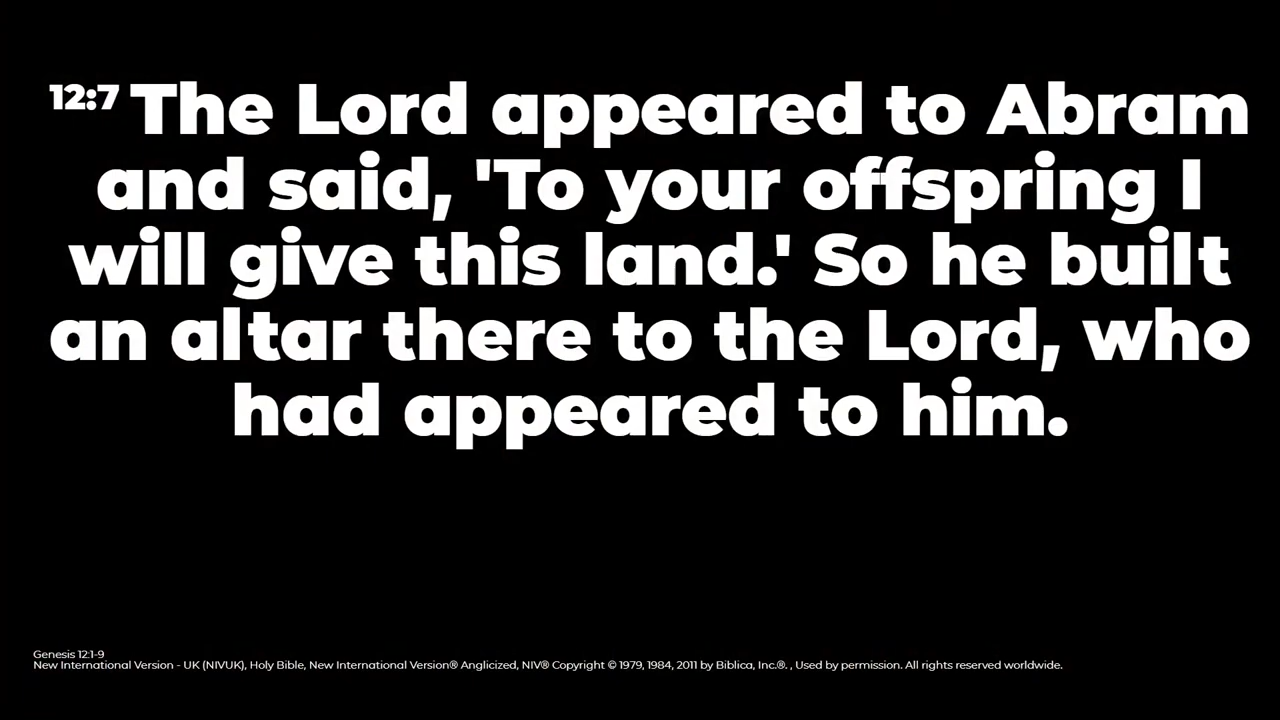 12:7 The Lord appeared to Abram
and said, 'To your offspring I
will give this land.' So he built
an altar there to the Lord, who
had appeared to him.
Genesis 12:1-9
New International Version - UK (NIVUK), Holy Bible, New International Version® Anglicized, NIV® Copyright © 1979, 1984, 2011 by Biblica, Inc.®. , Used by permission. All rights reserved worldwide.